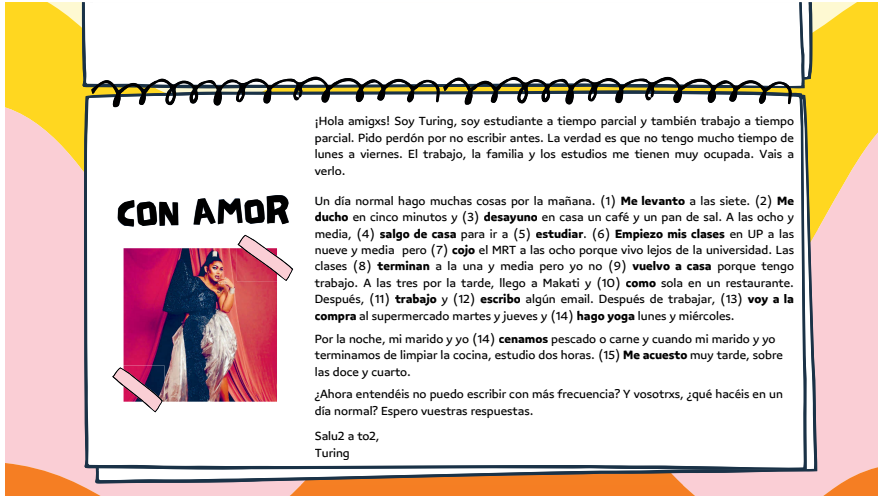 ¡Hola amigxs! Soy Turing, soy estudiante a tiempo parcial y también trabajo a tiempo
parcial. Pido perdón por no escribir antes. La verdad es que no tengo mucho tiempo de
lunes a viernes. El trabajo, la familia y los estudios me tienen muy ocupada. Vais a
verlo.
Un día normal hago muchas cosas por la mañana. (1) Me levanto a las siete. (2) Me
ducho en cinco minutos y (3) desayuno en casa un café y un pan de sal. A las ocho y
media, (4) salgo de casa para ir a (5) estudiar. (6) Empiezo mis clases en UP a las
nueve y media pero (7) cojo el MRT a las ocho porque vivo lejos de la universidad. Las
clases (8) terminan a la una y media pero yo no (9) vuelvo a casa porque tengo
trabajo. A las tres por la tarde, llego a Makati y (10) como sola en un restaurante.
Después, (11) trabajo y (12) escribo algún email. Después de trabajar, (13) voy a la
compra al supermercado martes y jueves y (14) hago yoga lunes y miércoles.
Por la noche, mi marido y yo (14) cenamos pescado o carne y cuando mi marido y yo
terminamos de limpiar la cocina, estudio dos horas. (15) Me acuesto muy tarde, sobre
las doce y cuarto.
¿Ahora entendéis no puedo escribir con más frecuencia? Y vosotrxs, ¿qué hacéis en un
día normal? Espero vuestras respuestas.
Salu2 a to2,
Turing
CON AMOR